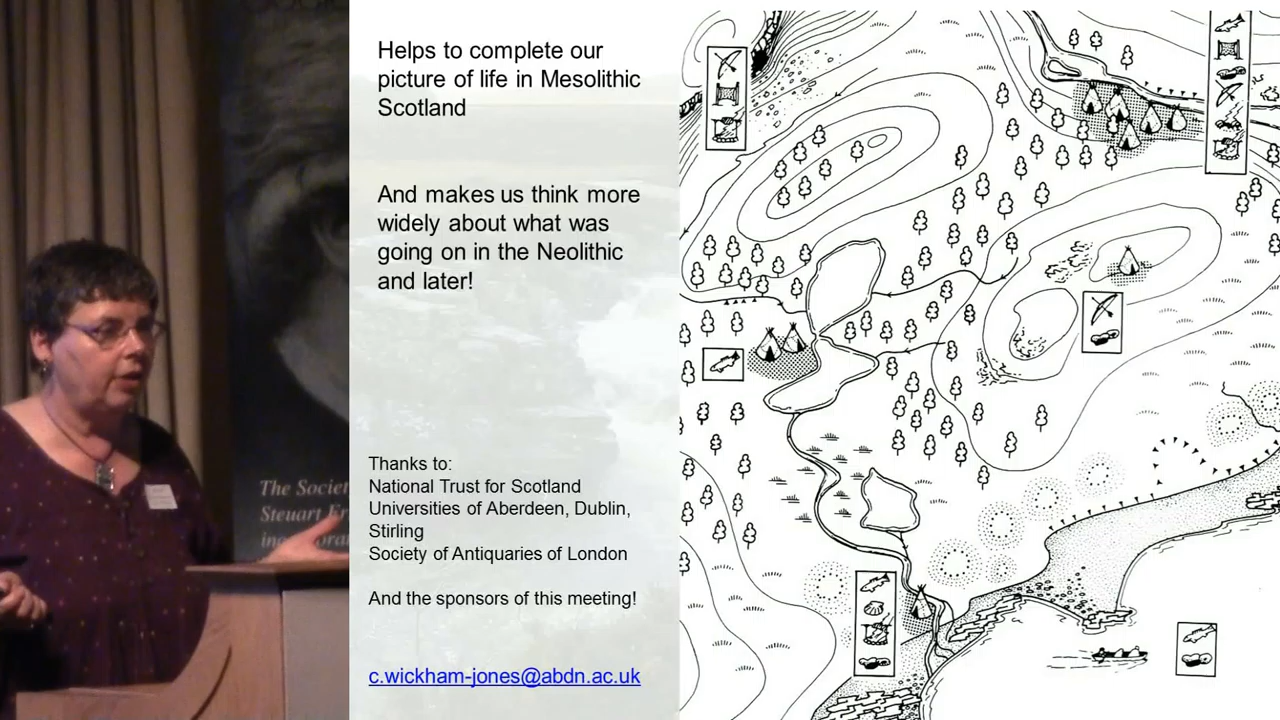 Helps to complete our
picture of life in Mesolithic
Scotland
And makes us think more
widely about what was
going on in the Neolithic
and later!
Thanks to:
National Trust for Scotland
Universities of Aberdeen, Dublin,
Stirling
Society of Antiquaries of London
And the sponsors of this meeting!
c.wickham-jones@abdn.ac.uk
The Societ
Steuart